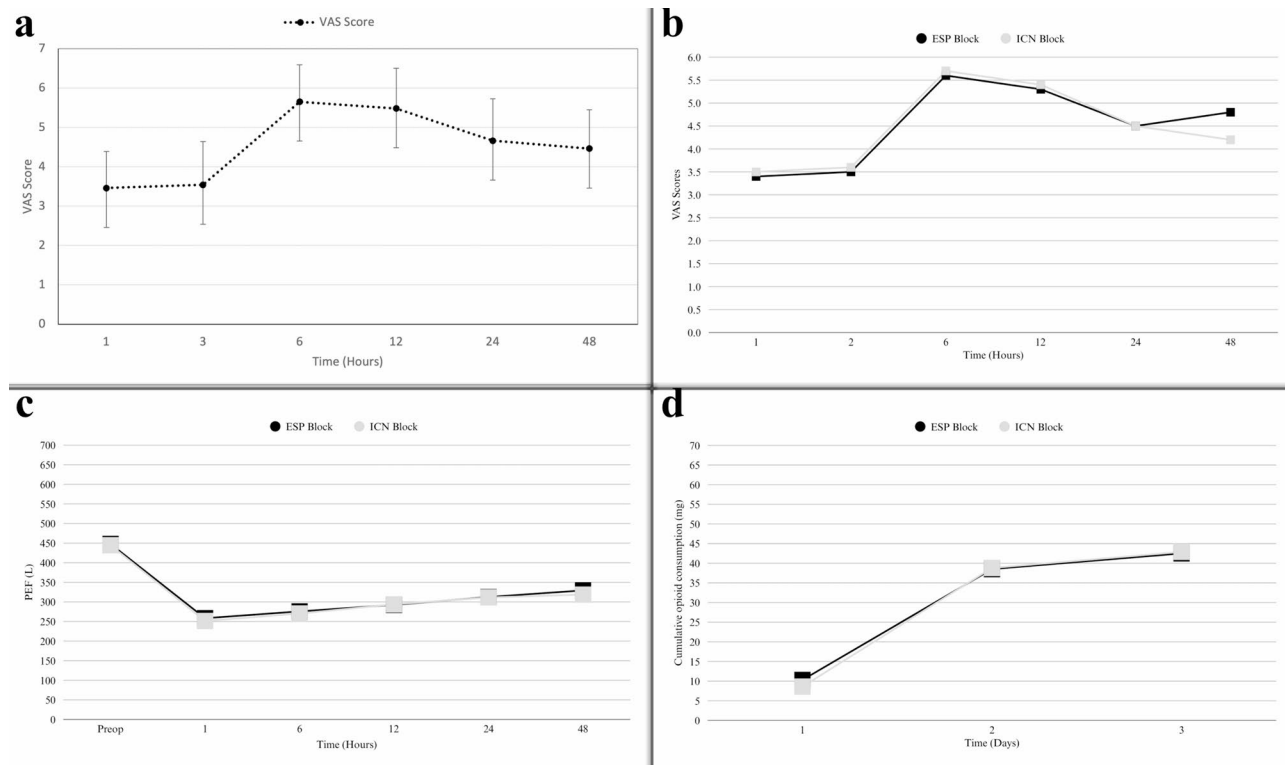 a
VAS Score
7
6
5
4
3
2
1
0
VAS Score
1 3 6 12 24 48
Time (Hours)
b
ESP Block ICN Block
6.0
5.5
5.0
4.5
4.0
3.5
3.0
2.5
2.0
1.5
1.0
0.5
0.0
VAS Scores
1 2 6 12 24 48
Time (Hours)
c
ESP Block ICN Block
700
650
600
550
500
450
400
350
300
250
200
150
100
50
0
PEF (L)
Preop 1 6 12 24 48
Time (Hours)
d
ESP Block ICN Block
70
65
60
55
50
45
40
35
30
25
20
15
10
5
0
Cumulative opioid consumption (mg)
1 2 3
Time (Days)